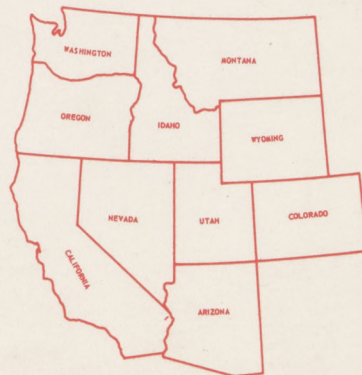 WASHINGTON
MONTANA
OREGON
IDAHO
WYOMING
NEVADA
UTAH
COLORADO
CALIFORNIA
ARIZONA